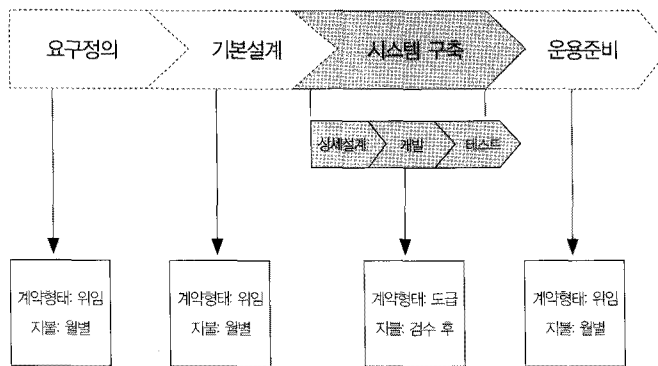 요구정의
기본설계
시스템 구축
운용준비
상세설계
개발
테스트
계약형태: 위임
지불: 월별
계약형태: 위임
지불: 월별
계약형태: 도급
지불: 검수 후
계약형태: 위임
지불: 월별